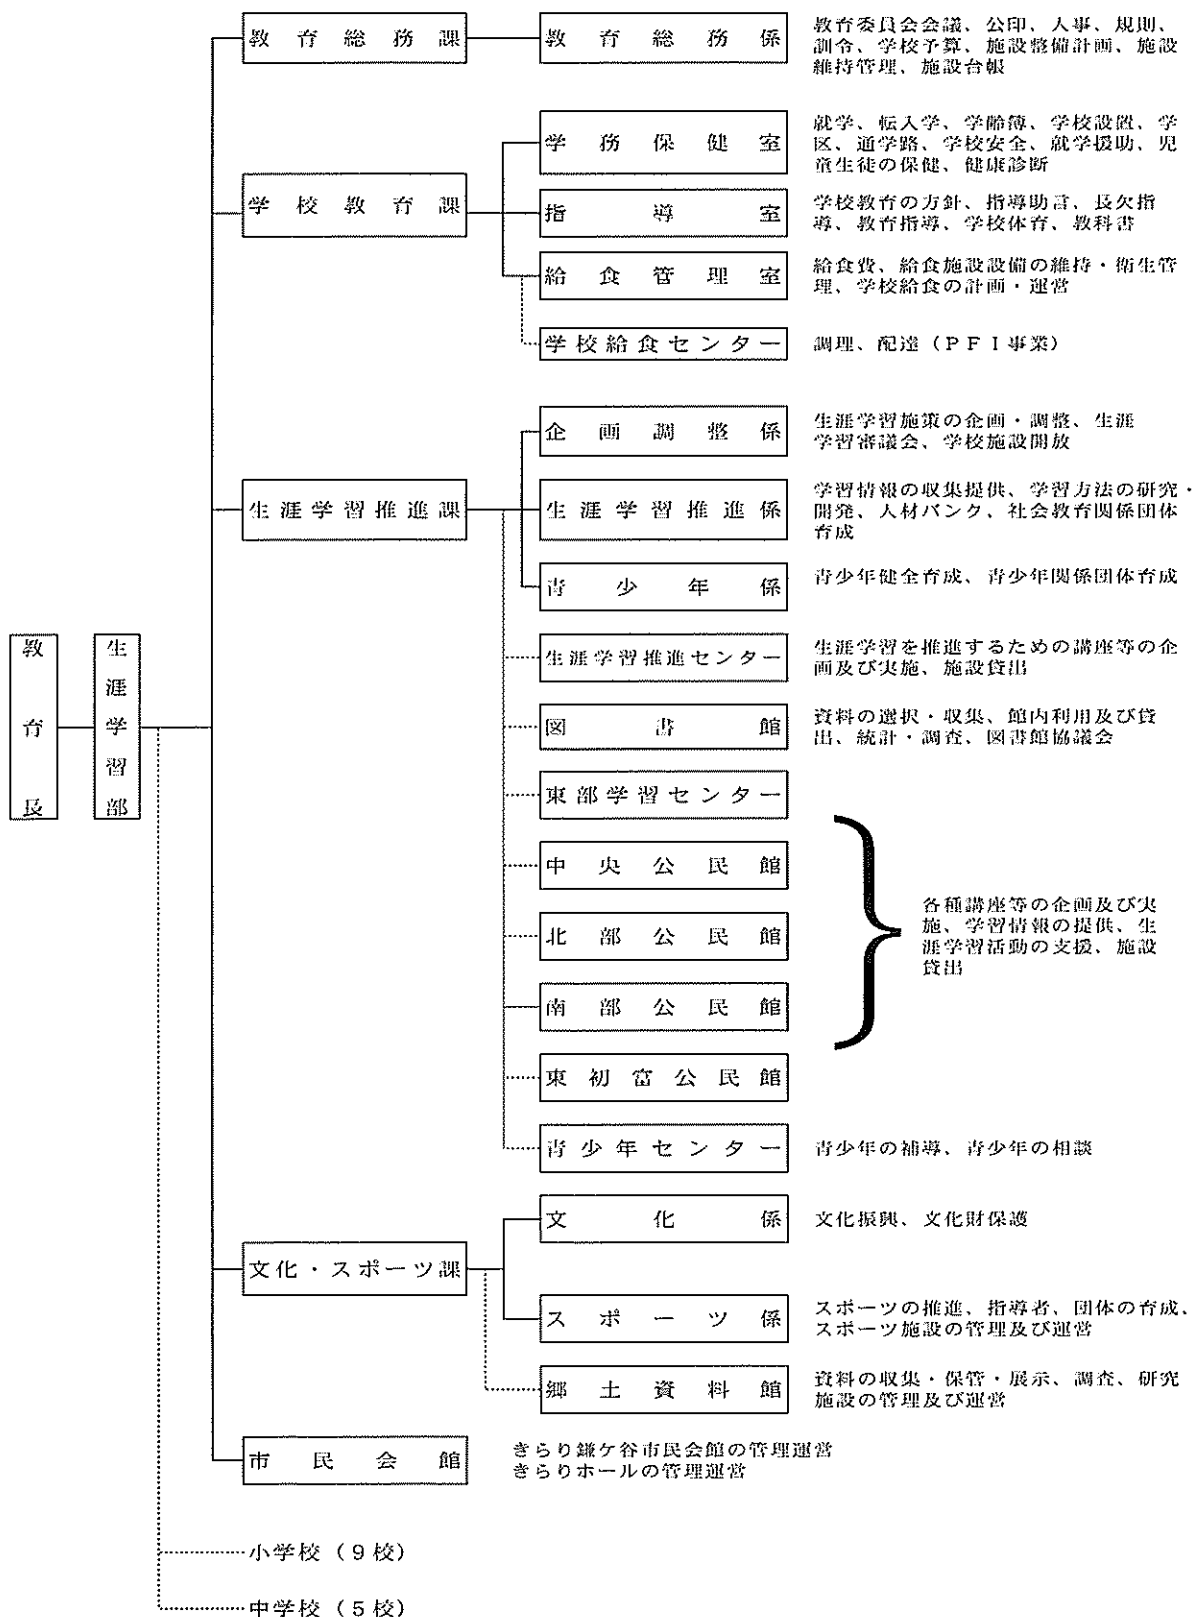 教育長
生涯学習部
教育総務課
教育総務係
教育委員会会議、公印、人事、規則、
訓令、学校予算、施設整備計画、施設
維持管理、施設台帳
学校教育課
学務保健室
就学、転入学、学齢簿、学校設置、学
区、通学路、学校安全、就学援助、児
童生徒の保健、健康診断
指導室
学校教育の方針、指導助言、長欠指
導、教育指導、学校体育、教科書
給食管理室
給食費、給食施設設備の維持・衛生管
理、学校給食の計画・運営
学校給食センター
調理、配達（ＰＦＩ事業）
生涯学習推進課
企画調整係
生涯学習施策の企画・調整、生涯
学習審議会、学校施設開放
生涯学習推進係
学習情報の収集提供、学習方法の研究・
開発、人材バンク、社会教育関係団体
育成
青少年係
青少年健全育成、青少年関係団体育成
生涯学習推進センター
生涯学習を推進するための講座等の企
画及び実施、施設貸出
図書館
資料の選択・収集、館内利用及び貸
出、統計・調査、図書館協議会
東部学習センター
中央公民館
北部公民館
南部公民館
東初富公民館
各種講座等の企画及び実
施、学習情報の提供、生
涯学習活動の支援、施設
貸出
青少年センター
青少年の補導、青少年の相談
文化・スポーツ課
文化係
文化振興、文化財保護
スポーツ係
スポーツの推進、指導者、団体の育成、
スポーツ施設の管理及び運営
郷土資料館
資料の収集・保管・展示、調査、研究
施設の管理及び運営
市民会館
きらり鎌ケ谷市民会館の管理運営
きらりホールの管理運営
小学校（９校）
中学校（５校）